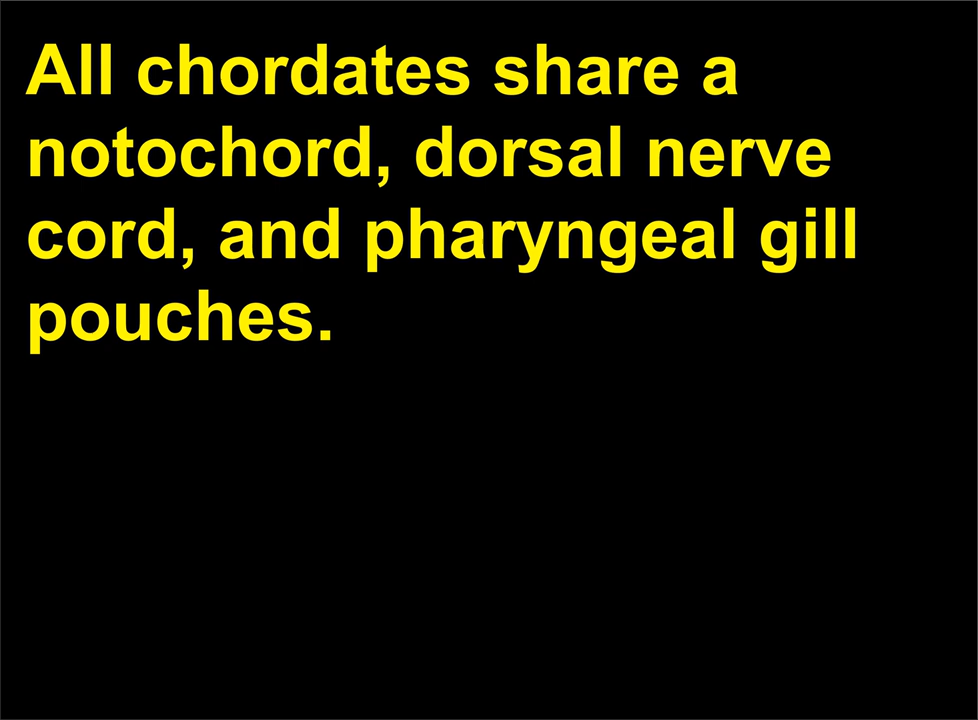 All chordates share a
notochord, dorsal nerve
cord, and pharyngeal gill
pouches.